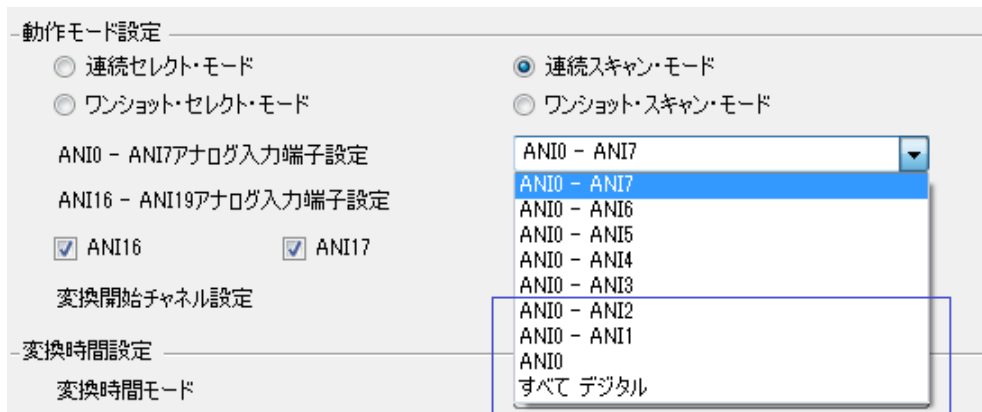 動作モード設定
連続セレクト・モード
連続スキャン・モード
ワンショット・セレクト・モード
ワンショット・スキャン・モード
ANI0 - ANI7アナログ入力端子設定
ANI0 - ANI7
ANI16 - ANI19アナログ入力端子設定
ANI16
ANI17
変換開始チャネル設定
変換時間設定
変換時間モード
ANI0 - ANI7
ANI0 - ANI6
ANI0 - ANI5
ANI0 - ANI4
ANI0 - ANI3
ANI0 - ANI2
ANI0 - ANI1
ANI0
すべて デジタル